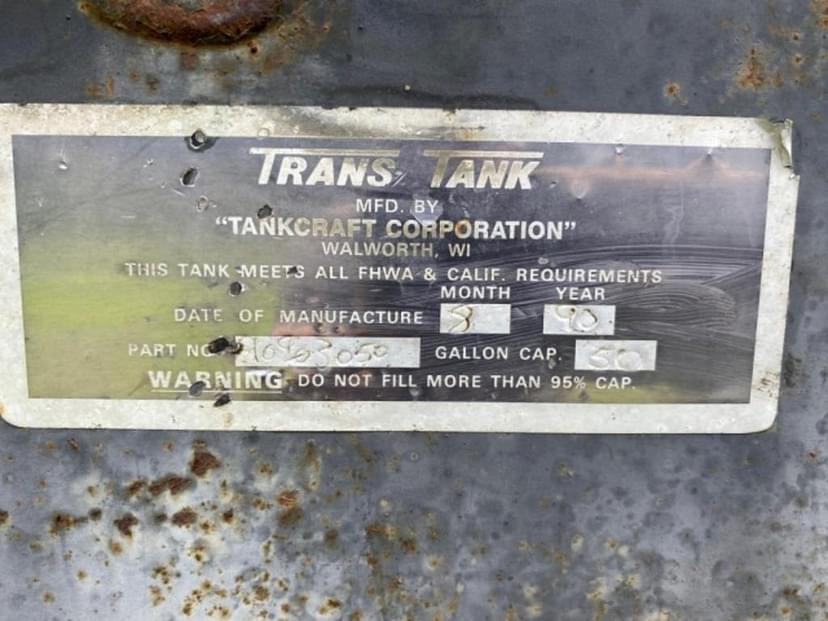 TRANS TANK
MFD. BY
"TANKCRAFT CORPORATION"
WALWORTH, WI
THIS TANK MEETS ALL FHWA & CALIF. REQUIREMENTS
MONTH YEAR
DATE OF MANUFACTURE 8 90
PART NO. GALLON CAP. 50
WARNING DO NOT FILL MORE THAN 95% CAP.